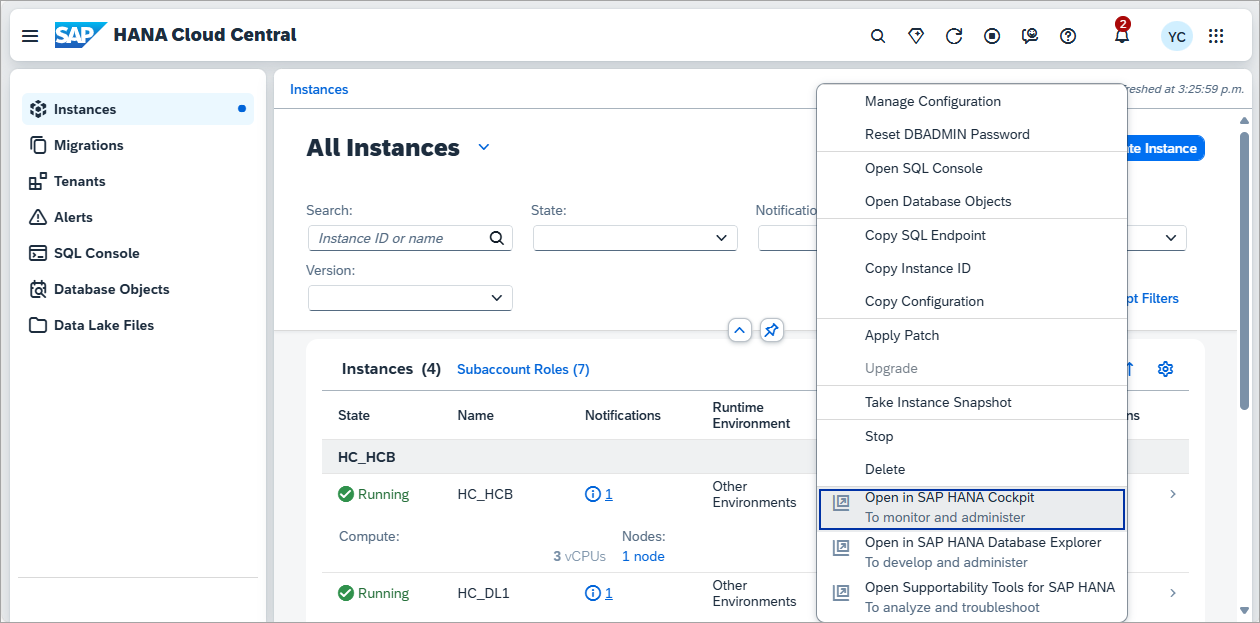 SAP HANA Cloud Central
2
YC
Instances
Migrations
Tenants
Alerts
SQL Console
Database Objects
Data Lake Files
Instances
reshed at 3:25:59 p.m.
All Instances
te Instance
Search:
State:
Notificatio
Instance ID or name
Version:
pt Filters
Instances (4)
Subaccount Roles (7)
State
Name
Notifications
Runtime
Environment
ns
HC_HCB
Running
HC_HCB
1
Other
Environments
Compute:
Nodes:
3 vCPUs
1 node
Running
HC_DL1
1
Other
Environments
Manage Configuration
Reset DBADMIN Password
Open SQL Console
Open Database Objects
Copy SQL Endpoint
Copy Instance ID
Copy Configuration
Apply Patch
Upgrade
Take Instance Snapshot
Stop
Delete
Open in SAP HANA Cockpit
To monitor and administer
Open in SAP HANA Database Explorer
To develop and administer
Open Supportability Tools for SAP HANA
To analyze and troubleshoot